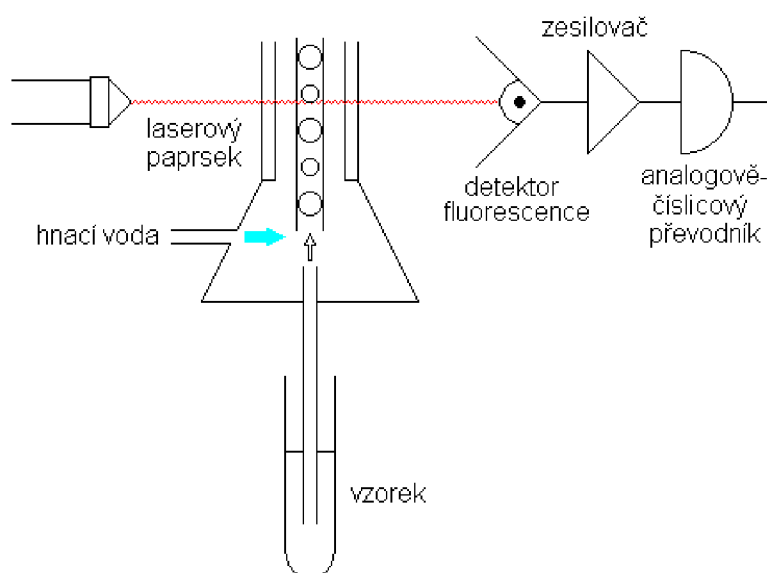 zesilovač
laserový
paprsek
detektor
fluorescence
analogově-
číslicový
převodník
hnací voda
vzorek